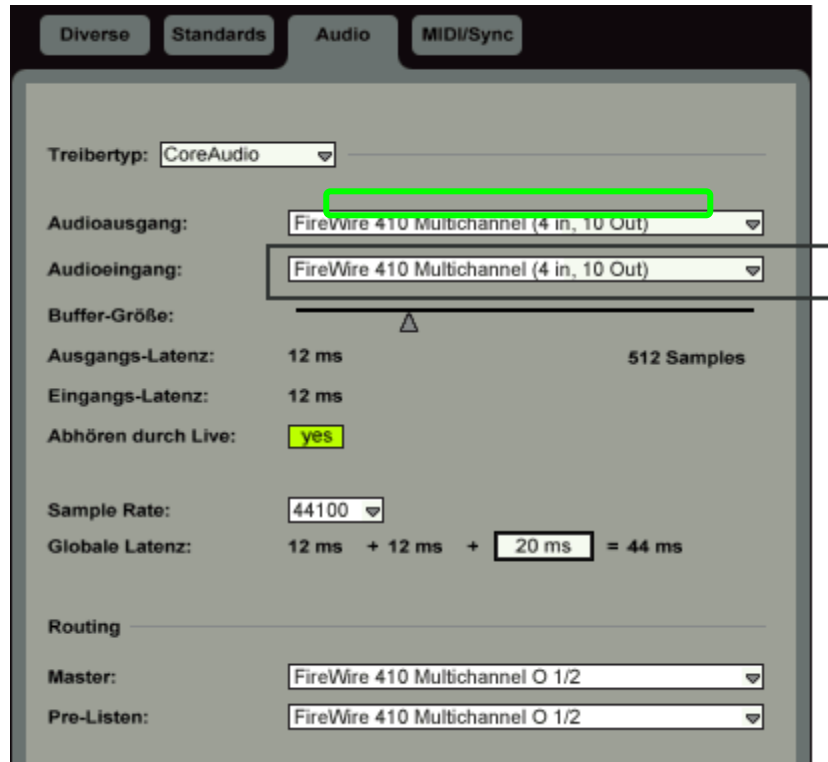 Diverse Standards Audio MIDI/Sync
Treibertyp: CoreAudio
Audioausgang: FireWire 410 Multichannel (4 in, 10 Out)
Audioeingang: FireWire 410 Multichannel (4 in, 10 Out)
Buffer-Größe:
Ausgangs-Latenz: 12 ms 512 Samples
Eingangs-Latenz: 12 ms
Abhören durch Live: yes
Sample Rate: 44100
Globale Latenz: 12 ms + 12 ms + 20 ms = 44 ms
Routing
Master: FireWire 410 Multichannel O 1/2
Pre-Listen: FireWire 410 Multichannel O 1/2